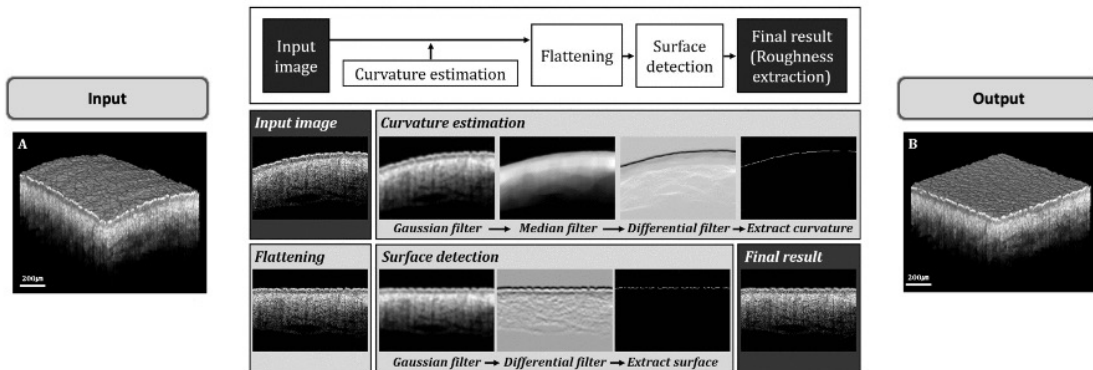 Input
A
200μm
Input
image
Curvature estimation
Flattening
Surface
detection
Final result
(Roughness
extraction)
Input image
Curvature estimation
Gaussian filter → Median filter → Differential filter → Extract curvature
Flattening
Surface detection
Final result
Gaussian filter → Differential filter → Extract surface
Output
B
200μm